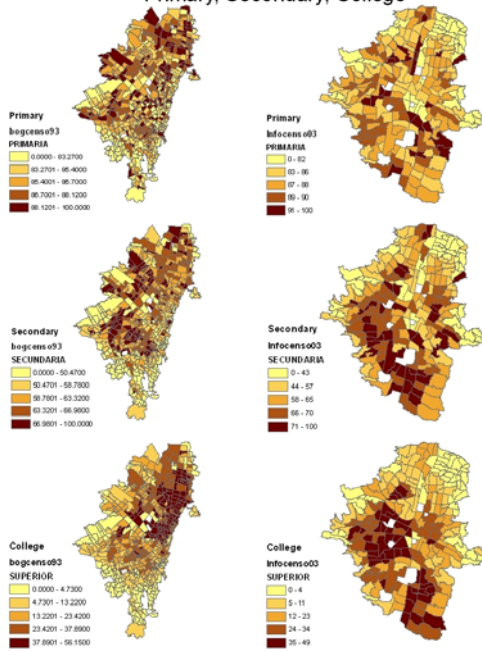 Primary, Secondary, College
Primary
bogcenso93
PRIMARIA
0.0000 - 83.2700
83.2701 - 85.4000
85.4001 - 86.7000
86.7001 - 88.1200
88.1201 - 100.0000
Primary
Infocenso03
PRIMARIA
0 - 82
83 - 86
87 - 88
89 - 90
91 - 100
Secondary
bogcenso93
SECUNDARIA
0.0000 - 50.4700
50.4701 - 58.7800
58.7801 - 63.3200
63.3201 - 66.9800
66.9801 - 100.0000
Secondary
Infocenso03
SECUNDARIA
0 - 43
44 - 57
58 - 65
66 - 70
71 - 100
College
bogcenso93
SUPERIOR
0.0000 - 4.7300
4.7301 - 13.2200
13.2201 - 23.4200
23.4201 - 37.8900
37.8901 - 56.1500
College
Infocenso03
SUPERIOR
0 - 4
5 - 11
12 - 23
24 - 34
35 - 49